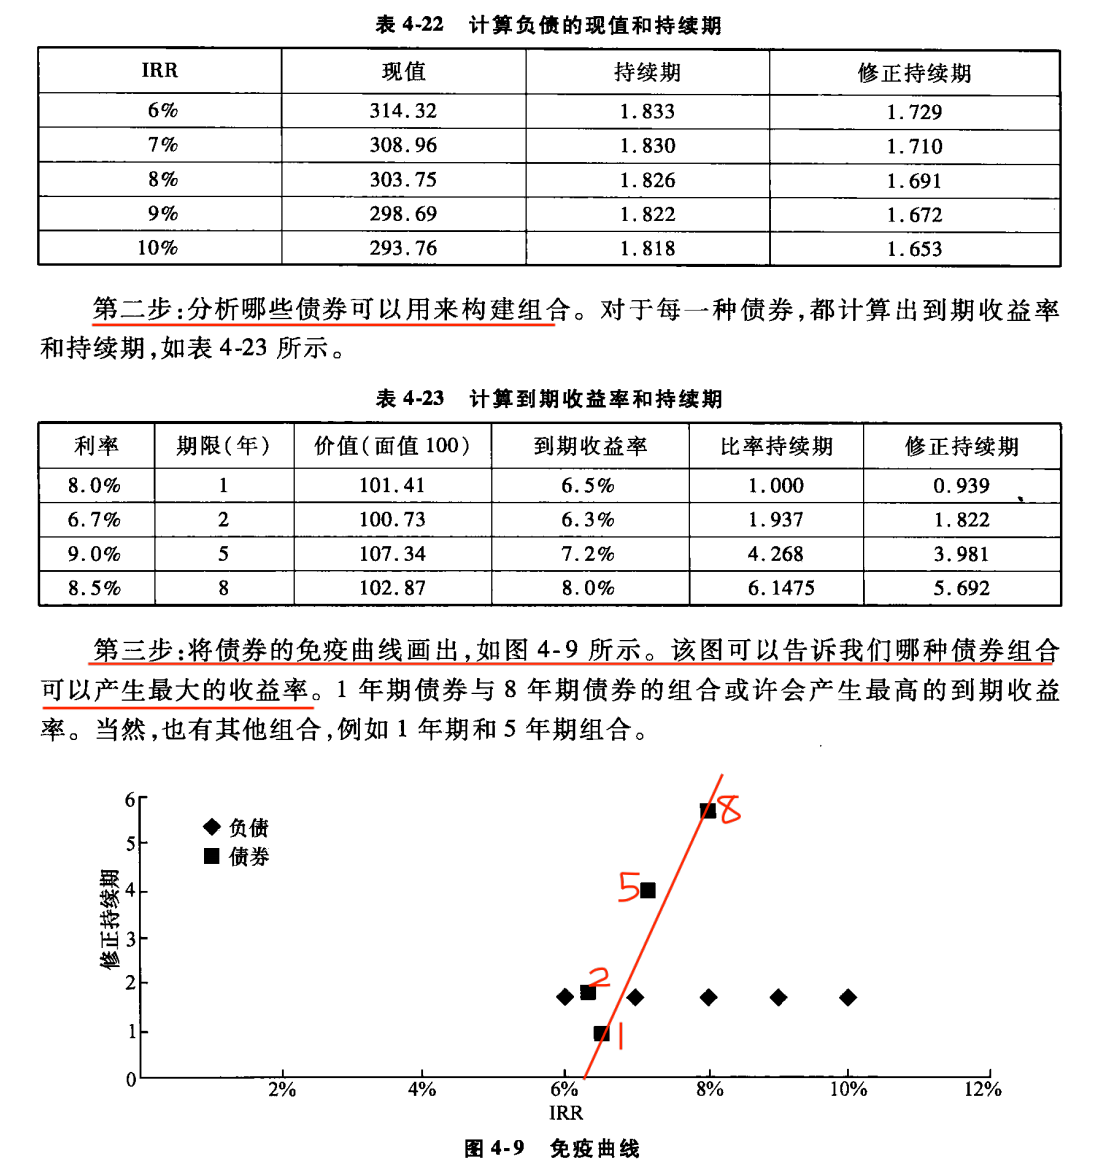 表 4-22 计算负债的现值和持续期
IRR 现值 持续期 修正持续期
6% 314.32 1.833 1.729
7% 308.96 1.830 1.710
8% 303.75 1.826 1.691
9% 298.69 1.822 1.672
10% 293.76 1.818 1.653
第二步:分析哪些债券可以用来构建组合。对于每一种债券,都计算出到期收益率
和持续期,如表 4-23 所示。
表 4-23 计算到期收益率和持续期
利率 期限(年) 价值(面值 100) 到期收益率 比率持续期 修正持续期
8.0% 1 101.41 6.5% 1.000 0.939
6.7% 2 100.73 6.3% 1.937 1.822
9.0% 5 107.34 7.2% 4.268 3.981
8.5% 8 102.87 8.0% 6.1475 5.692
第三步:将债券的免疫曲线画出,如图 4-9 所示。该图可以告诉我们哪种债券组合
可以产生最大的收益率。1 年期债券与 8 年期债券的组合或许会产生最高的到期收益
率。当然,也有其他组合,例如 1 年期和 5 年期组合。
6
5
4
3
2
1
0
修正持续期
负债
债券
8
5
2
1
2% 4% 6% 8% 10% 12%
IRR
图 4-9 免疫曲线